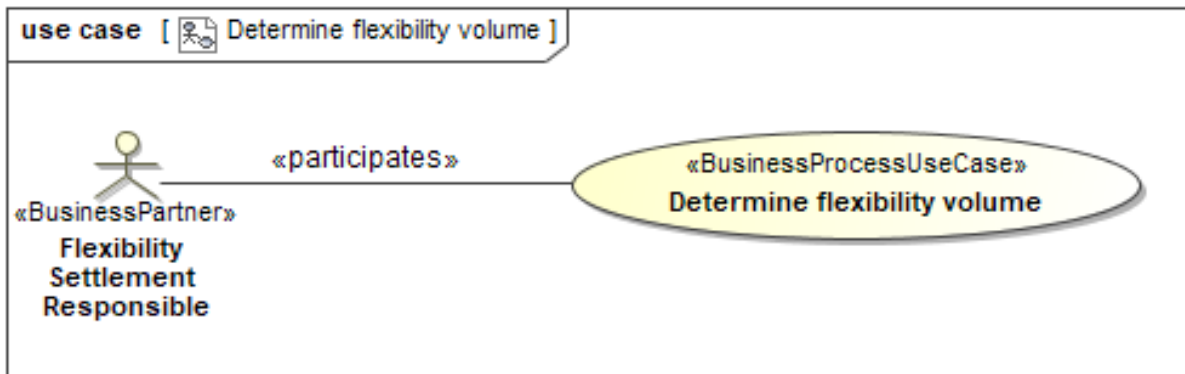 use case [ Determine flexibility volume ]
«participates»
«BusinessPartner»
Flexibility
Settlement
Responsible
«BusinessProcessUseCase»
Determine flexibility volume